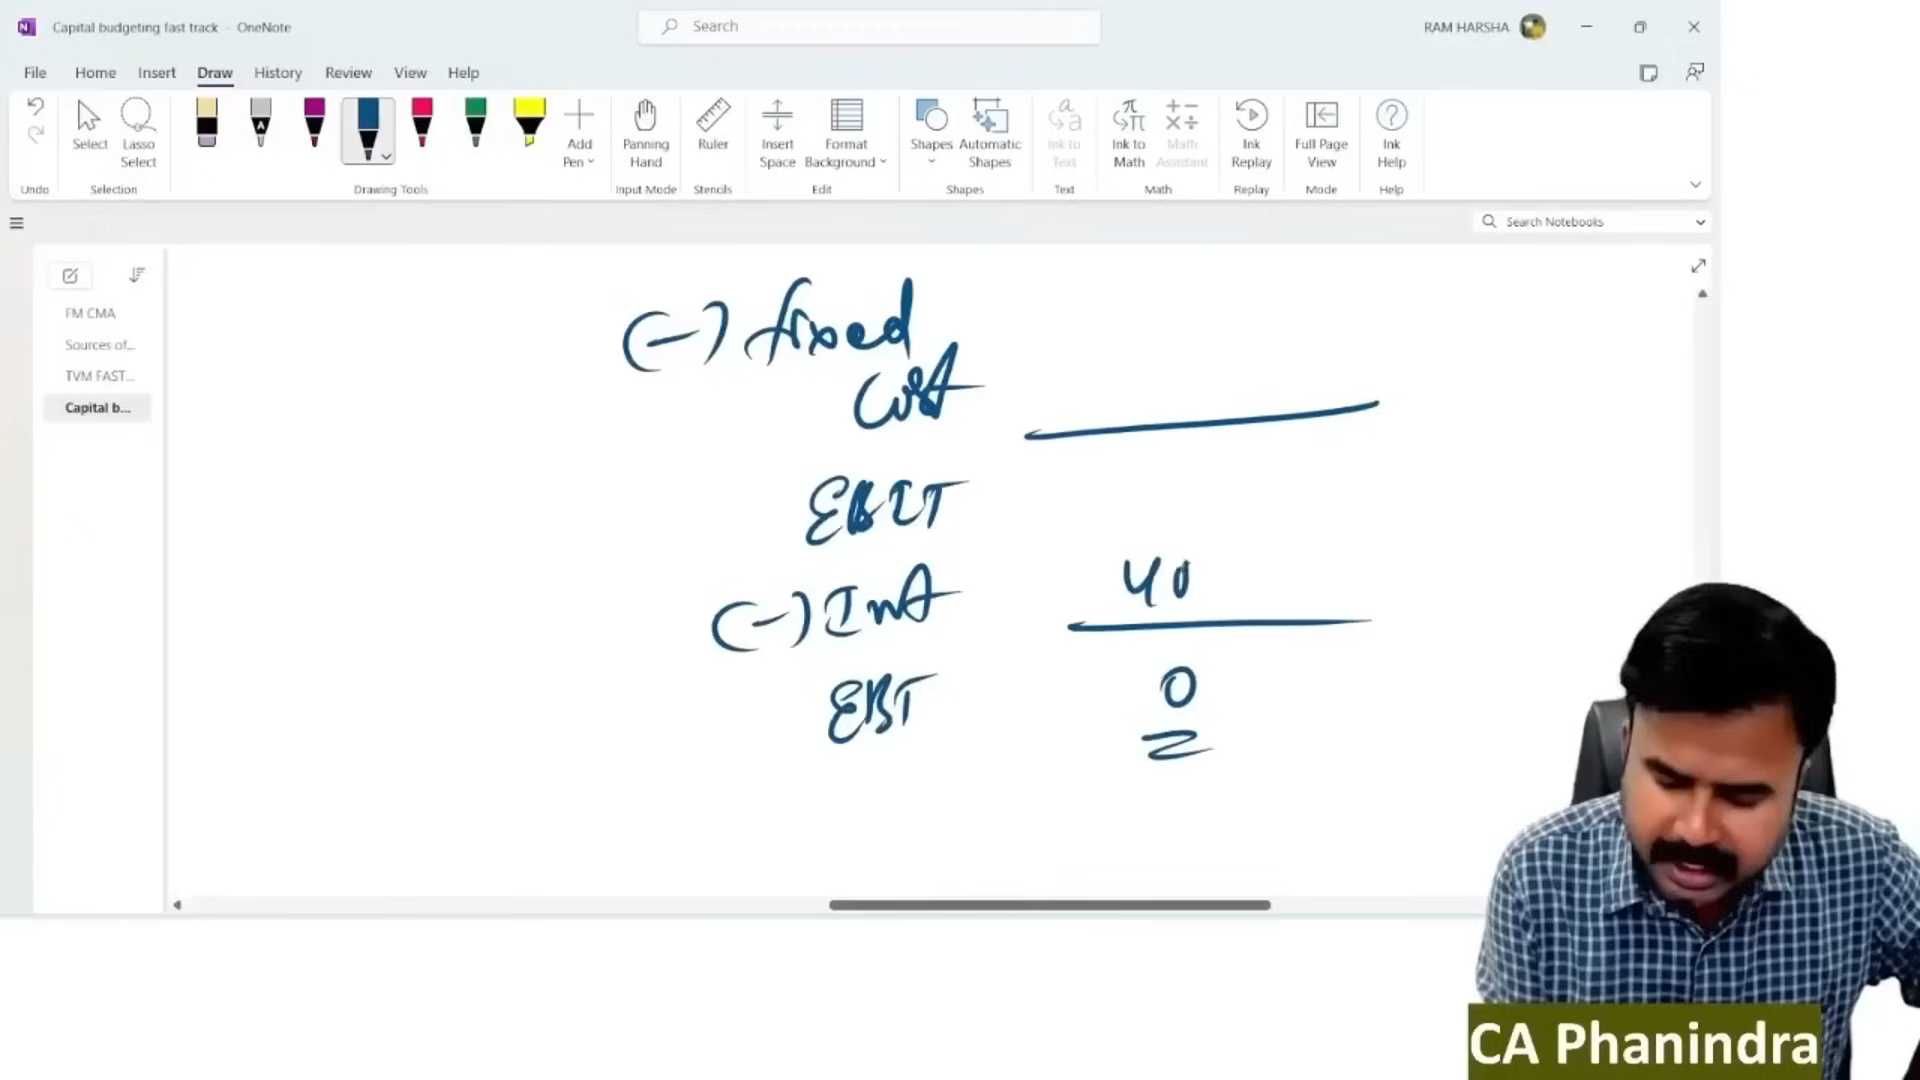 Capital budgeting fast track - OneNote
Search
RAM HARSHA
File Home Insert Draw History Review View Help
Undo
Select
Lasso Select
Selection
Drawing Tools
Add Pen
Panning Hand
Input Mode
Ruler
Stencils
Insert Space
Format Background
Edit
Shapes
Automatic Shapes
Shapes
Ink to Text
Text
Ink to Math
Math Assistant
Math
Ink Replay
Replay
Full Page View
Mode
Ink Help
Help
Search Notebooks
FM CMA
Sources of...
TVM FAST...
Capital b...
(-) fixed
Cost
EBIT
(-) Int 40
EBT 0
CA Phanindra